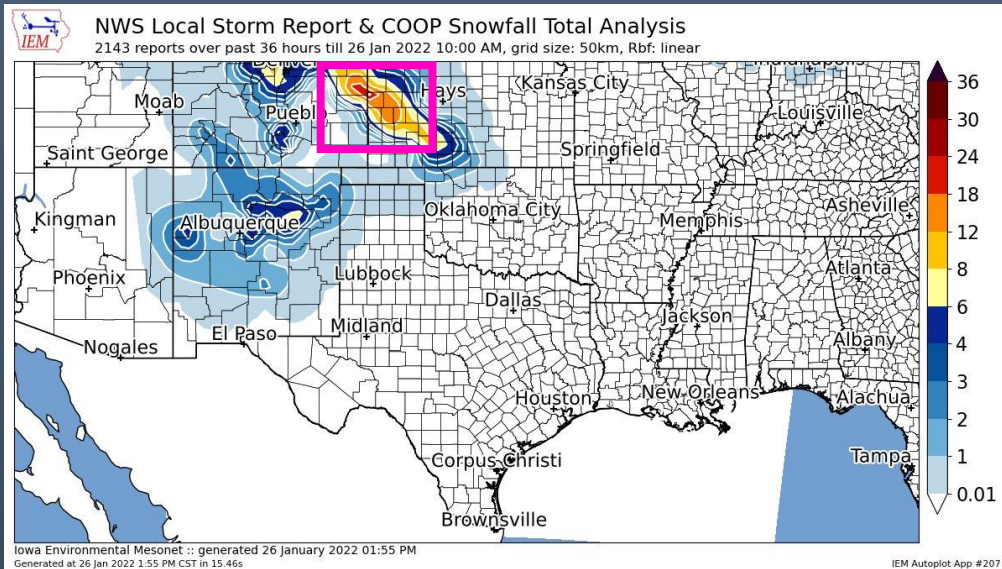 IEM
NWS Local Storm Report & COOP Snowfall Total Analysis
2143 reports over past 36 hours till 26 Jan 2022 10:00 AM, grid size: 50km, Rbf: linear
Denver
Indianapolis
Moab
Pueblo
Hays
Kansas City
Louisville
Saint George
Springfield
Kingman
Albuquerque
Oklahoma City
Memphis
Asheville
Phoenix
Lubbock
Atlanta
Dallas
Nogales
El Paso
Midland
Jackson
Albany
Houston
New Orleans
Alachua
Corpus Christi
Tampa
Brownsville
36
30
24
18
12
8
6
4
3
2
1
0.01
Iowa Environmental Mesonet :: generated 26 January 2022 01:55 PM
Generated at 26 Jan 2022 1:55 PM CST in 15.46s
IEM Autoplot App #207